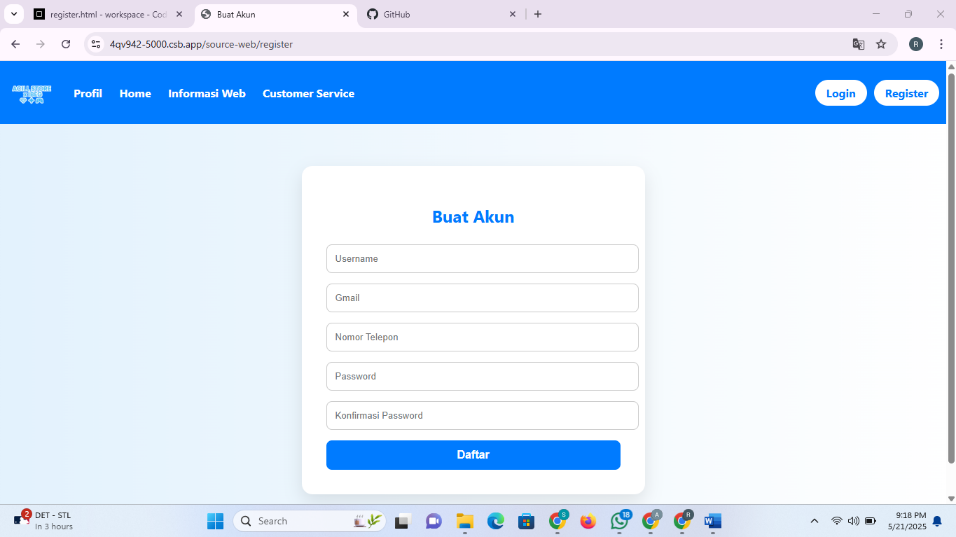 register.html - workspace - Cod
Buat Akun
GitHub
4qv942-5000.csb.app/source-web/register
R
Profil
Home
Informasi Web
Customer Service
Login
Register
Buat Akun
Username
Gmail
Nomor Telepon
Password
Konfirmasi Password
Daftar
2
DET - STL
In 3 hours
Search
S
18
A
R
9:18 PM
5/21/2025